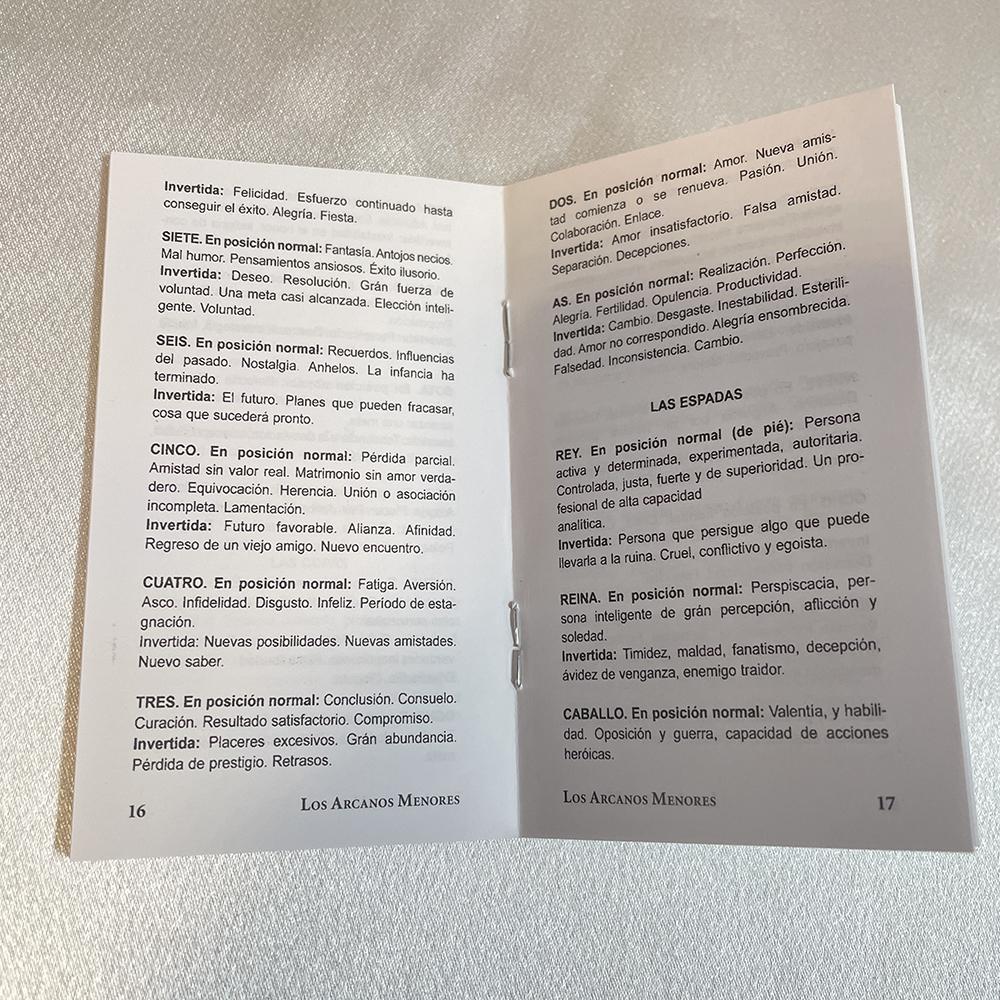 Invertida: Felicidad. Esfuerzo continuado hasta
conseguir el éxito. Alegría. Fiesta.
SIETE. En posición normal: Fantasía. Antojos necios.
Mal humor. Pensamientos ansiosos. Éxito ilusorio.
Invertida: Deseo. Resolución. Grán fuerza de
voluntad. Una meta casi alcanzada. Elección inteli-
gente. Voluntad.
SEIS. En posición normal: Recuerdos. Influencias
del pasado. Nostalgia. Anhelos. La infancia ha
terminado.
Invertida: El futuro. Planes que pueden fracasar,
cosa que sucederá pronto.
CINCO. En posición normal: Pérdida parcial.
Amistad sin valor real. Matrimonio sin amor verda-
dero. Equivocación. Herencia. Unión o asociación
incompleta. Lamentación.
Invertida: Futuro favorable. Alianza. Afinidad.
Regreso de un viejo amigo. Nuevo encuentro.
CUATRO. En posición normal: Fatiga. Aversión.
Asco. Infidelidad. Disgusto. Infeliz. Período de esta-
gnación.
Invertida: Nuevas posibilidades. Nuevas amistades.
Nuevo saber.
TRES. En posición normal: Conclusión. Consuelo.
Curación. Resultado satisfactorio. Compromiso.
Invertida: Placeres excesivos. Grán abundancia.
Pérdida de prestigio. Retrasos.
16 LOS ARCANOS MENORES
DOS. En posición normal: Amor. Nueva amis-
tad comienza o se renueva. Pasión. Unión.
Colaboración. Enlace.
Invertida: Amor insatisfactorio. Falsa amistad.
Separación. Decepciones.
AS. En posición normal: Realización. Perfección.
Alegría. Fertilidad. Opulencia. Productividad.
Invertida: Cambio. Desgaste. Inestabilidad. Esterili-
dad. Amor no correspondido. Alegría ensombrecida.
Falsedad. Inconsistencia. Cambio.
LAS ESPADAS
REY. En posición normal (de pié): Persona
activa y determinada, experimentada, autoritaria.
Controlada, justa, fuerte y de superioridad. Un pro-
fesional de alta capacidad
analítica.
Invertida: Persona que persigue algo que puede
llevarla a la ruina. Cruel, conflictivo y egoista.
REINA. En posición normal: Perspiscacia, per-
sona inteligente de grán percepción, aflicción y
soledad.
Invertida: Timidez, maldad, fanatismo, decepción,
ávidez de venganza, enemigo traidor.
CABALLO. En posición normal: Valentia, y habili-
dad. Oposición y guerra, capacidad de acciones
heróicas.
LOS ARCANOS MENORES 17